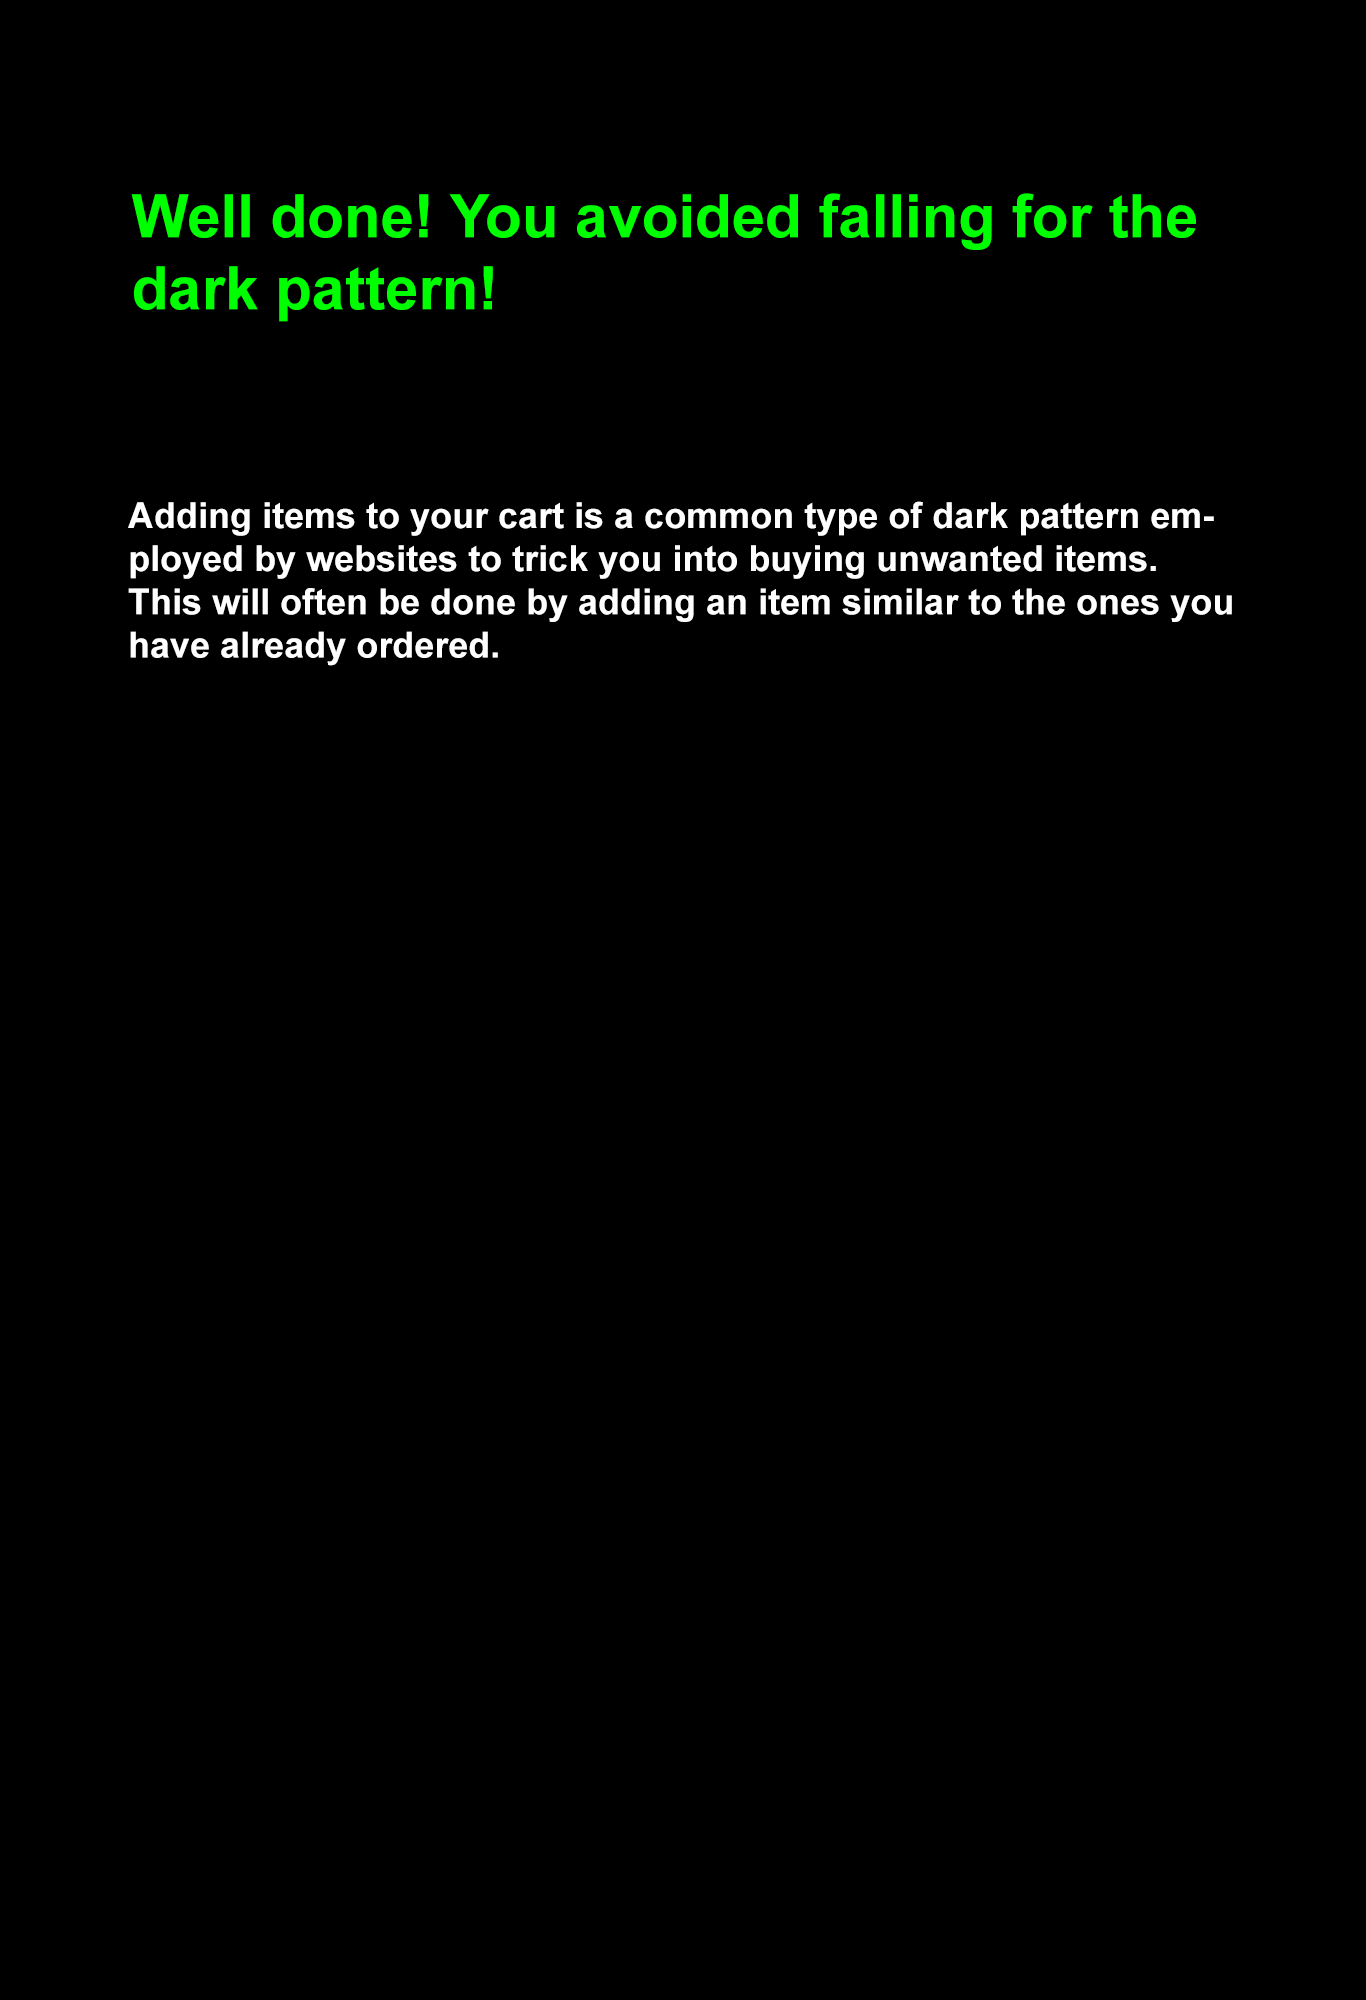 Well done! You avoided falling for the
dark pattern!
Adding items to your cart is a common type of dark pattern em-
ployed by websites to trick you into buying unwanted items.
This will often be done by adding an item similar to the ones you
have already ordered.